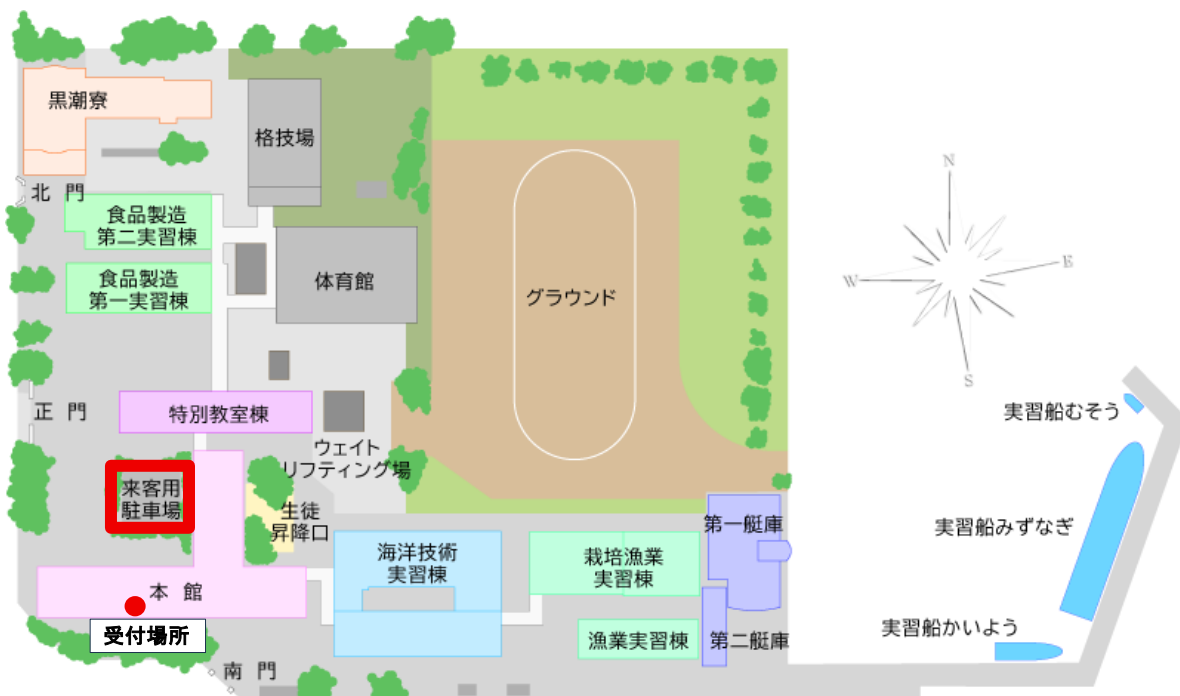 黒潮寮
格技場
北 門
食品製造
第二実習棟
食品製造
第一実習棟
体育館
グラウンド
N
W
E
S
正 門
特別教室棟
ウェイト
リフティング場
来客用
駐車場
生徒
昇降口
本 館
受付場所
南 門
海洋技術
実習棟
栽培漁業
実習棟
漁業実習棟
第一艇庫
第二艇庫
実習船むそう
実習船みずなぎ
実習船かいよう